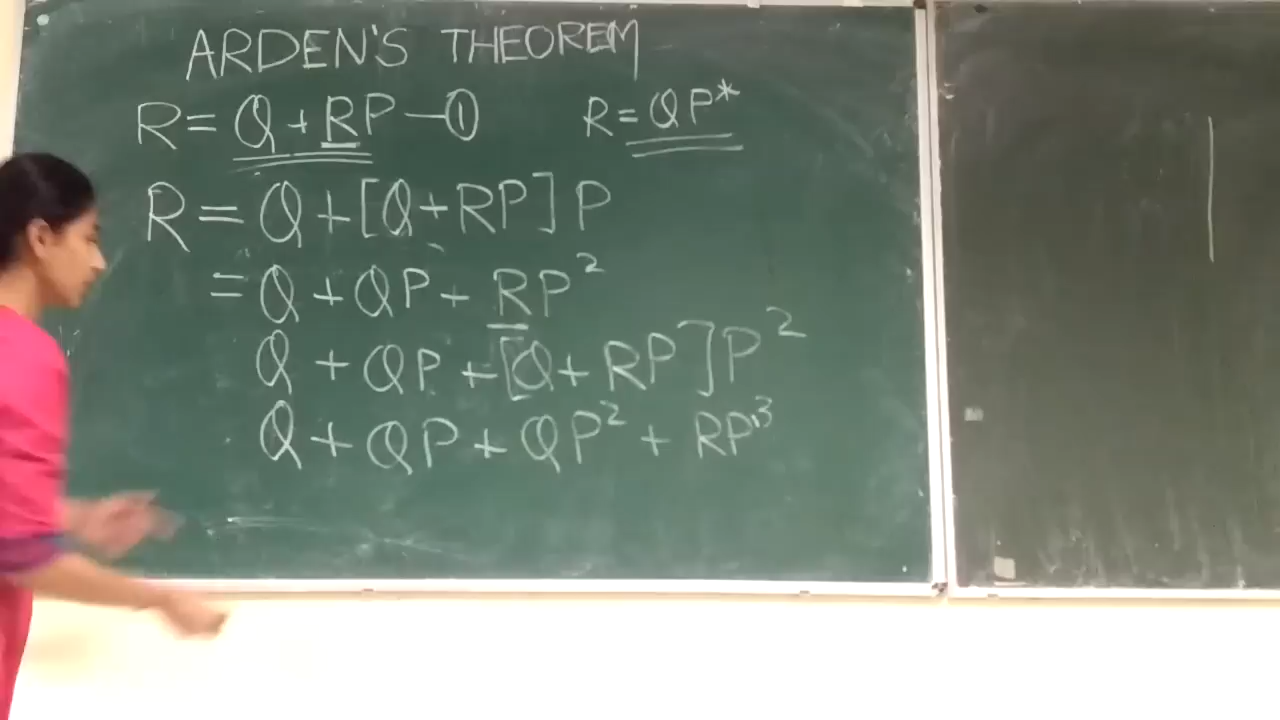 ARDEN'S THEOREM
R = Q + RP —① R = QP*
R = Q + [Q + RP] P
= Q + QP + RP²
Q + QP + [Q + RP] P²
Q + QP + QP² + RP³